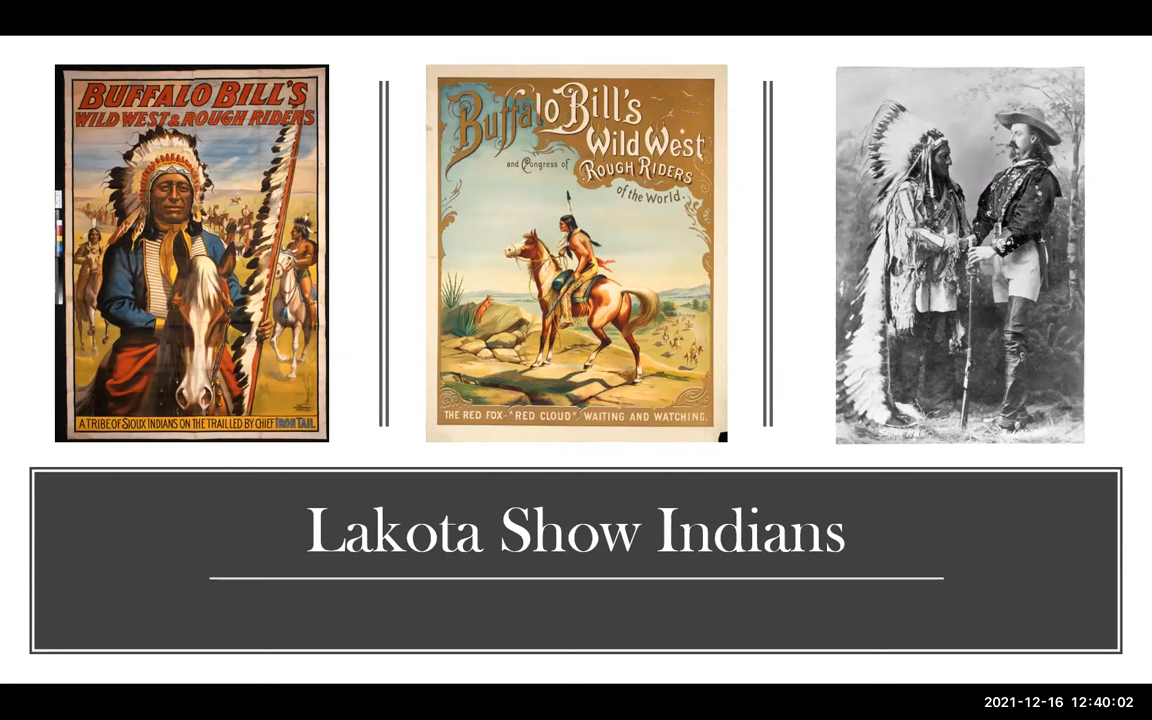 BUFFALO BILL'S
WILD WEST & ROUGH RIDERS
A TRIBE OF SIOUX INDIANS ON THE TRAIL LED BY CHIEF IRON TAIL.
Buffalo Bill's
Wild West
and Congress of
ROUGH RIDERS
of the World.
THE RED FOX-"RED CLOUD", WAITING AND WATCHING.
Lakota Show Indians
2021-12-16 12:40:02